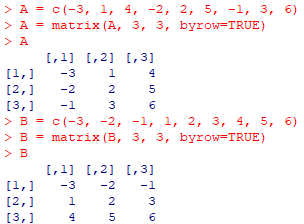 > A = c(-3, 1, 4, -2, 2, 5, -1, 3, 6)
> A = matrix(A, 3, 3, byrow=TRUE)
> A
     [,1] [,2] [,3]
[1,]   -3    1    4
[2,]   -2    2    5
[3,]   -1    3    6
> B = c(-3, -2, -1, 1, 2, 3, 4, 5, 6)
> B = matrix(B, 3, 3, byrow=TRUE)
> B
     [,1] [,2] [,3]
[1,]   -3   -2   -1
[2,]    1    2    3
[3,]    4    5    6